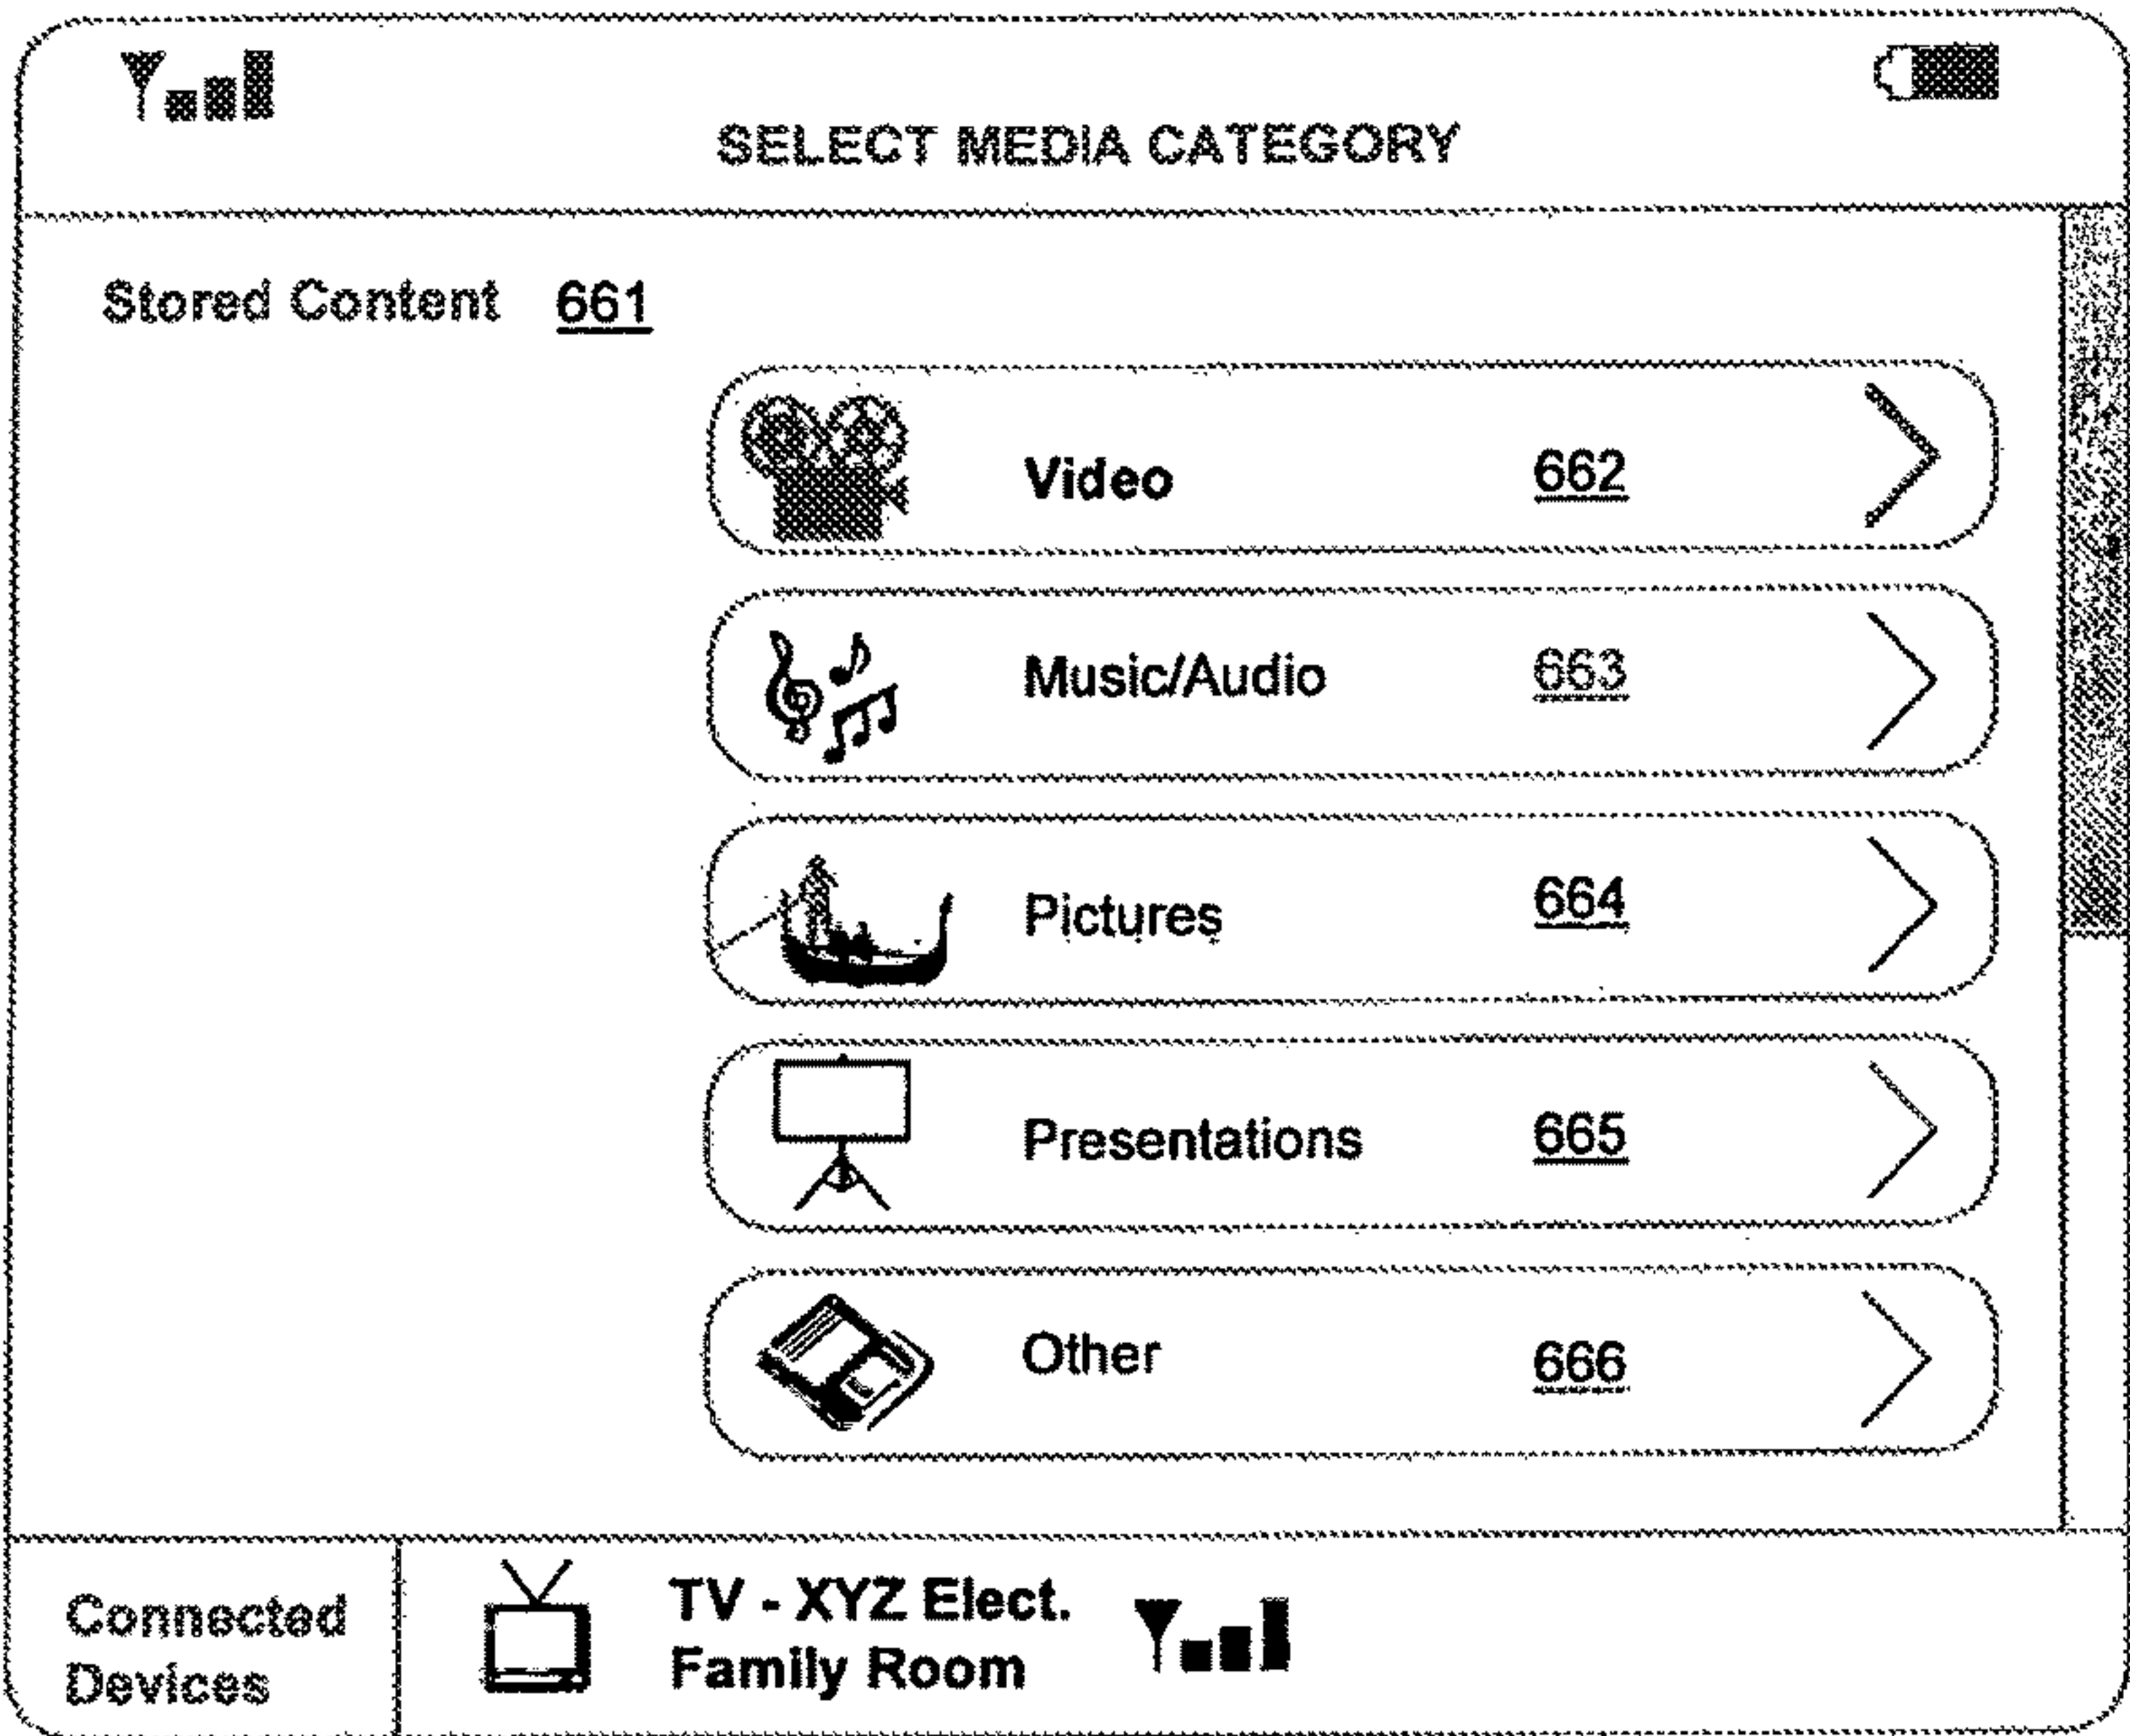 SELECT MEDIA CATEGORY
Stored Content 661
Video 662
Music/Audio 663
Pictures 664
Presentations 665
Other 666
Connected
Devices
TV - XYZ Elect.
Family Room